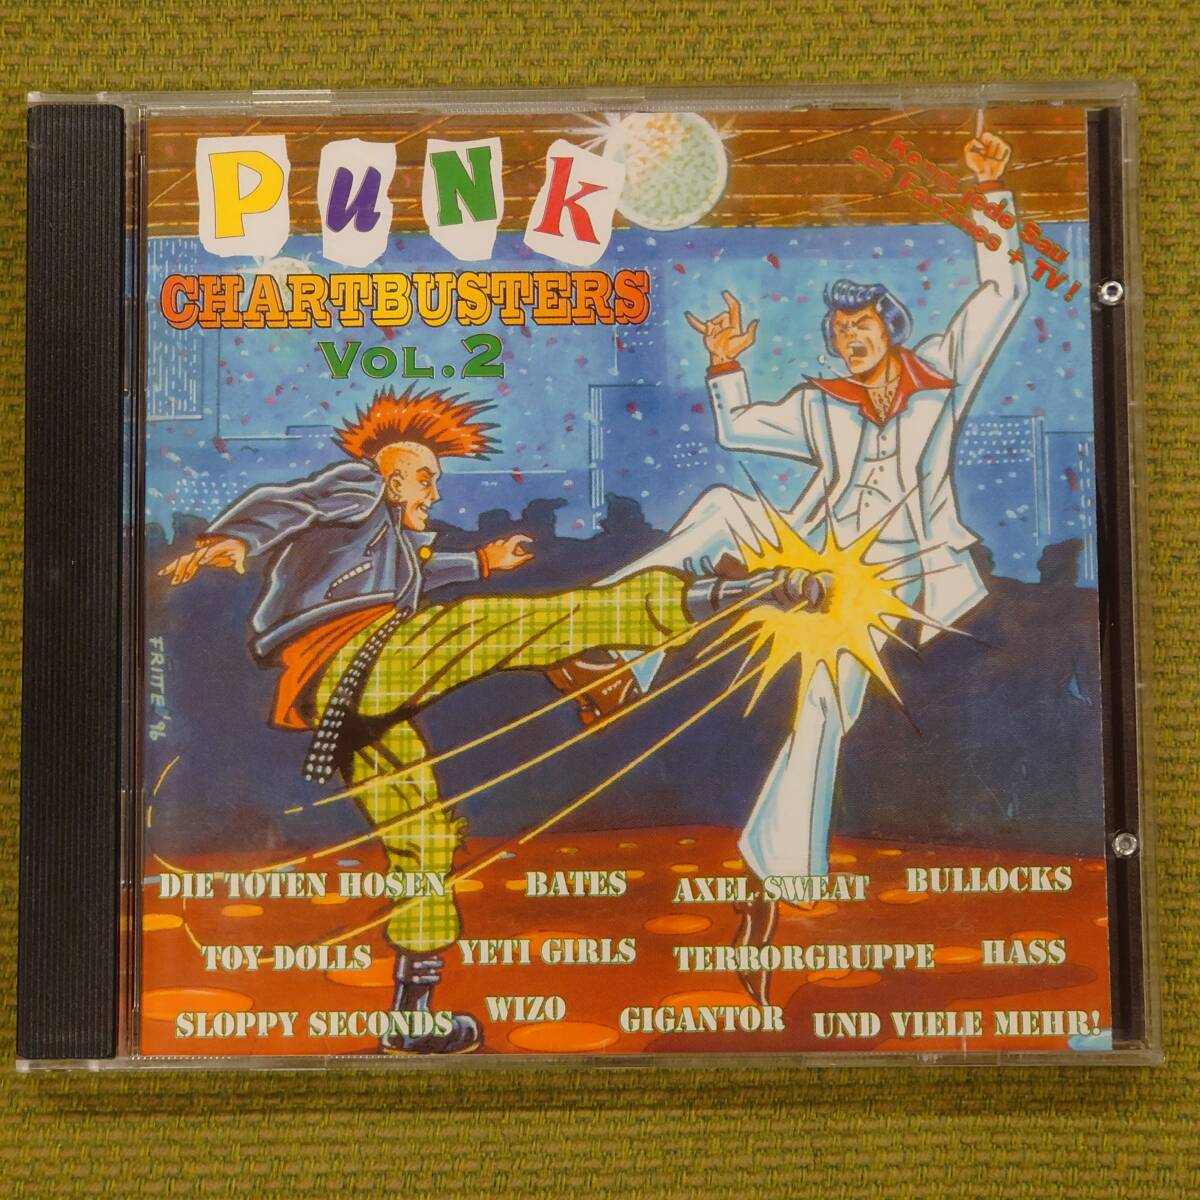 PuNk
CHARTBUSTERS
VOL.2
Kennt jede Sau
aus Fanzines + TV!
FRITTE '96
DIE TOTEN HOSEN
BATES
AXEL SWEAT
BULLOCKS
TOY DOLLS
YETI GIRLS
TERRORGRUPPE
HASS
SLOPPY SECONDS
WIZO
GIGANTOR
UND VIELE MEHR!